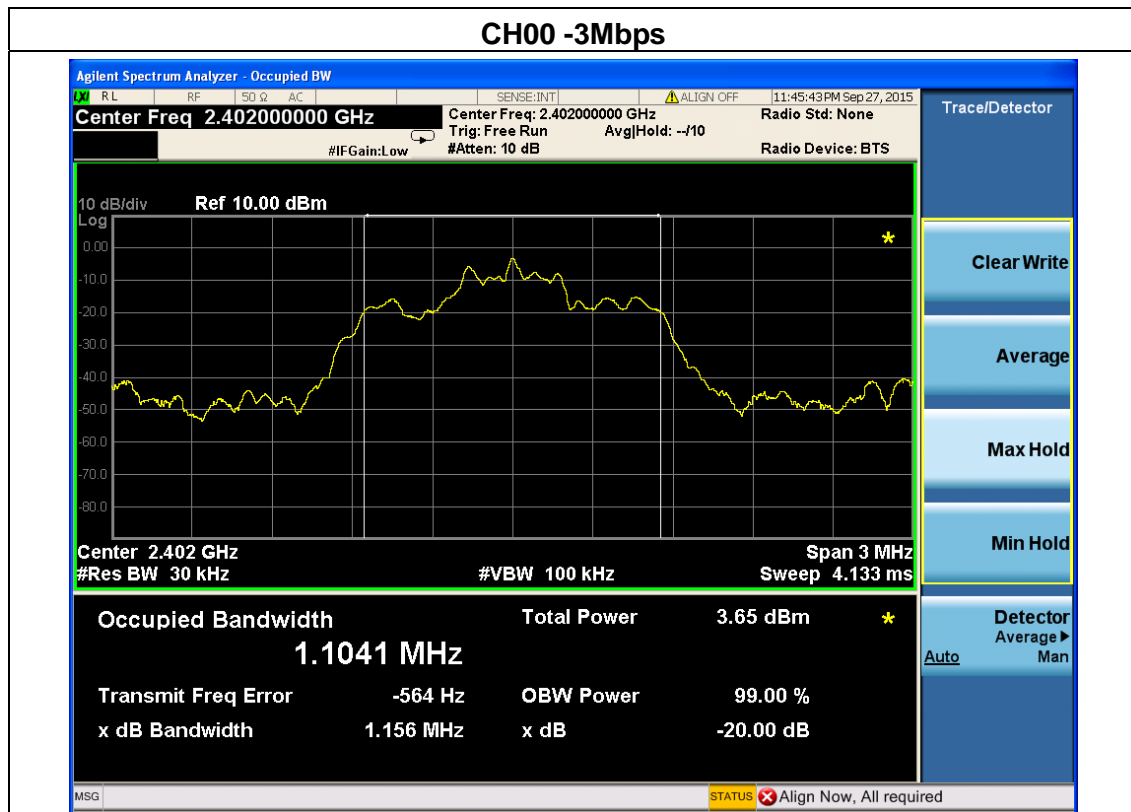 CH00 -3Mbps
Agilent Spectrum Analyzer - Occupied BW
LXI RL RF 50 Ω AC SENSE:INT ALIGN OFF 11:45:43 PM Sep 27, 2015
Center Freq 2.402000000 GHz Center Freq: 2.402000000 GHz Radio Std: None
Trig: Free Run Avg|Hold: --/10
#IFGain:Low #Atten: 10 dB Radio Device: BTS
Trace/Detector
10 dB/div Ref 10.00 dBm
Log
0.00
-10.0
-20.0
-30.0
-40.0
-50.0
-60.0
-70.0
-80.0
Center 2.402 GHz Span 3 MHz
#Res BW 30 kHz #VBW 100 kHz Sweep 4.133 ms
Clear Write
Average
Max Hold
Min Hold
Occupied Bandwidth Total Power 3.65 dBm
1.1041 MHz
Transmit Freq Error -564 Hz OBW Power 99.00 %
x dB Bandwidth 1.156 MHz x dB -20.00 dB
Detector
Average
Auto Man
MSG STATUS Align Now, All required